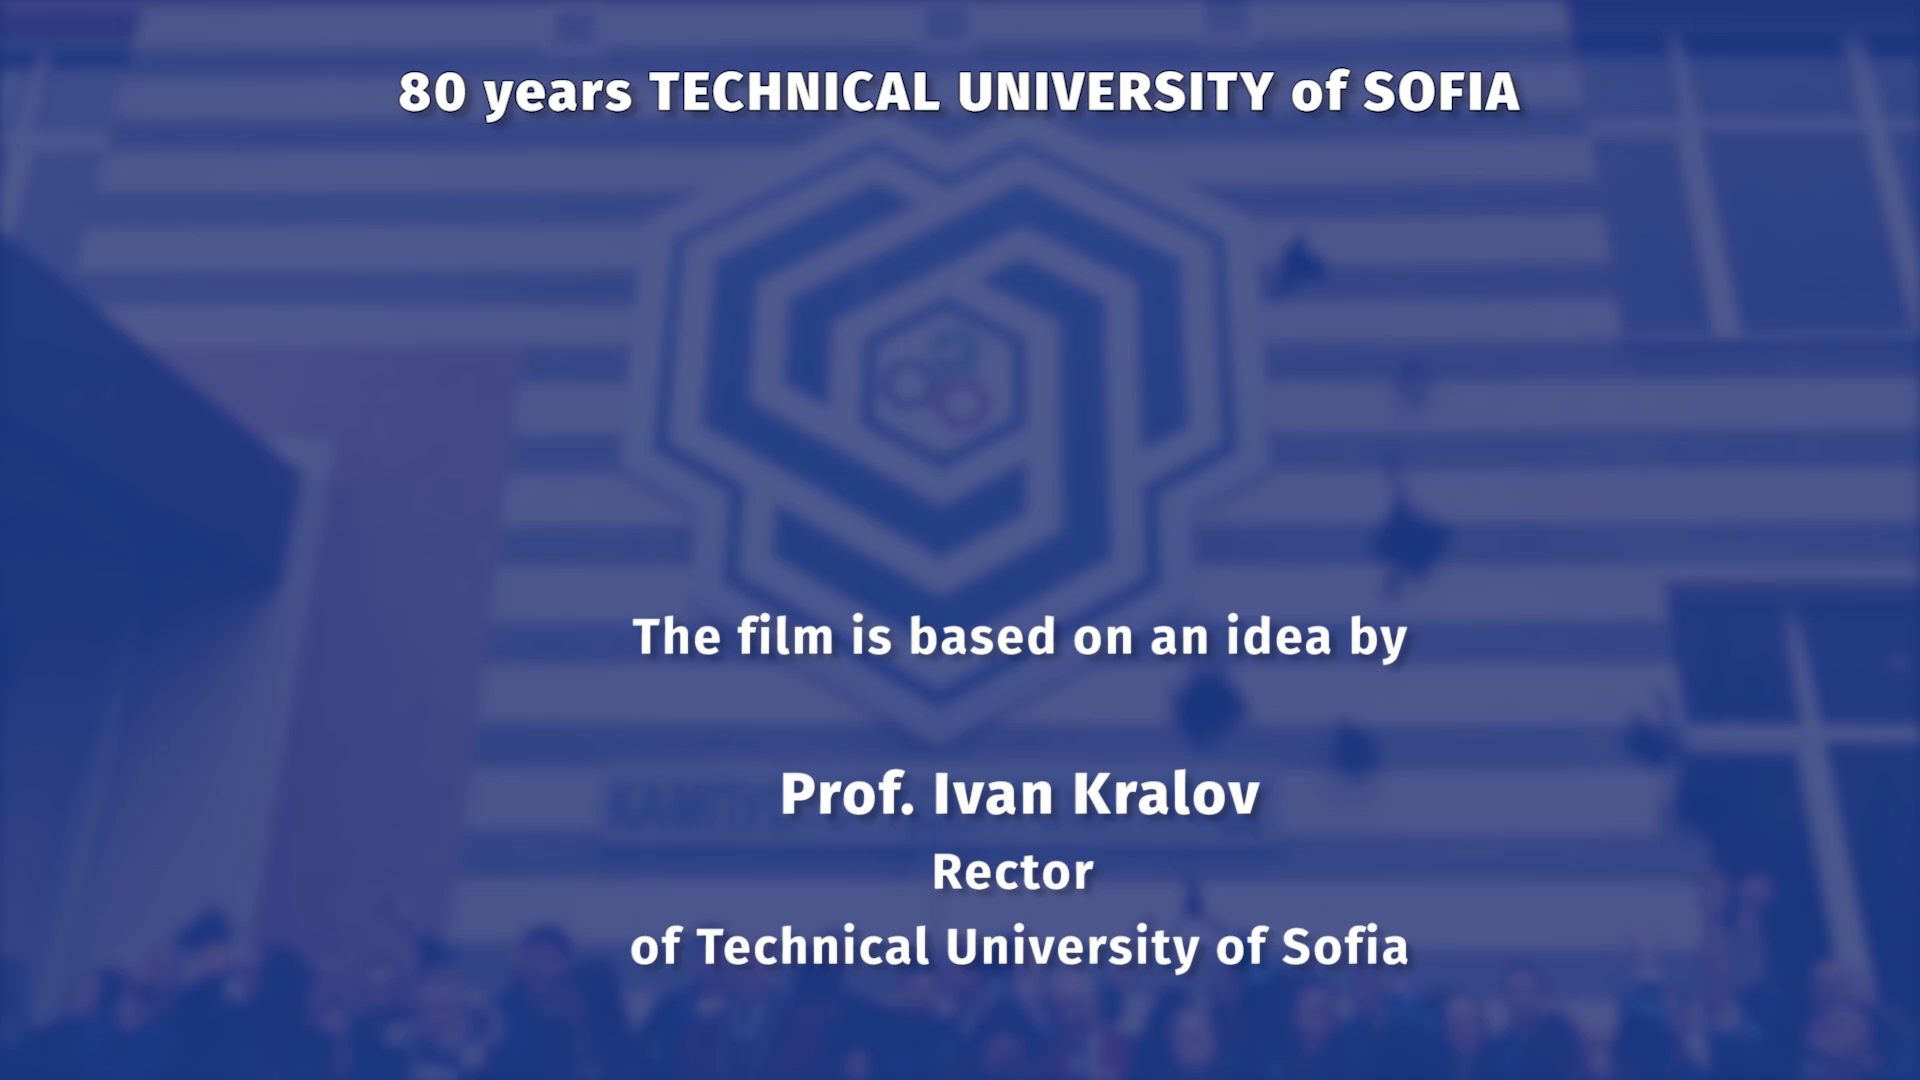 80 years TECHNICAL UNIVERSITY of SOFIA
The film is based on an idea by
Prof. Ivan Kralov
Rector
of Technical University of Sofia